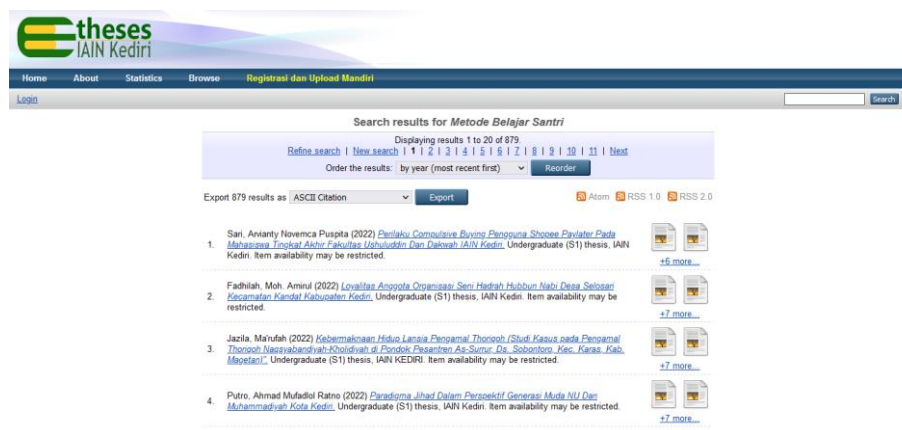 Etheses
IAIN Kediri
Home About Statistics Browse Registrasi dan Upload Mandiri
Login Search
Search results for Metode Belajar Santri
Displaying results 1 to 20 of 879.
Refine search | New search | 1 | 2 | 3 | 4 | 5 | 6 | 7 | 8 | 9 | 10 | 11 | Next
Order the results: by year (most recent first) Reorder
Export 879 results as ASCII Citation Export Atom RSS 1.0 RSS 2.0
1. Sari, Arvianty Novemca Puspita (2022) Perilaku Compulsive Buying Pengguna Shopee Paylater Pada
Mahasiswa Tingkat Akhir Fakultas Ushuluddin Dan Dakwah IAIN Kediri. Undergraduate (S1) thesis, IAIN
Kediri. Item availability may be restricted.
+6 more...
2. Fadhilah, Moh. Amirul (2022) Loyalitas Anggota Organisasi Seni Hadrah Hubbun Nabi Desa Selosari
Kecamatan Kandat Kabupaten Kediri. Undergraduate (S1) thesis, IAIN Kediri. Item availability may be
restricted.
+7 more...
3. Jazila, Ma'rufah (2022) Kebermaknaan Hidup Lansia Pengamal Thoriqoh (Studi Kasus pada Pengamal
Thoriqoh Naqsyabandiyah-Kholidiyah di Pondok Pesantren As-Surrur, Ds. Sobontoro, Kec. Karas, Kab.
Magetan)". Undergraduate (S1) thesis, IAIN KEDIRI. Item availability may be restricted.
+7 more...
4. Putro, Ahmad Mufadlol Ratno (2022) Paradigma Jihad Dalam Perspektif Generasi Muda NU Dan
Muhammadiyah Kota Kediri. Undergraduate (S1) thesis, IAIN Kediri. Item availability may be restricted.
+7 more...